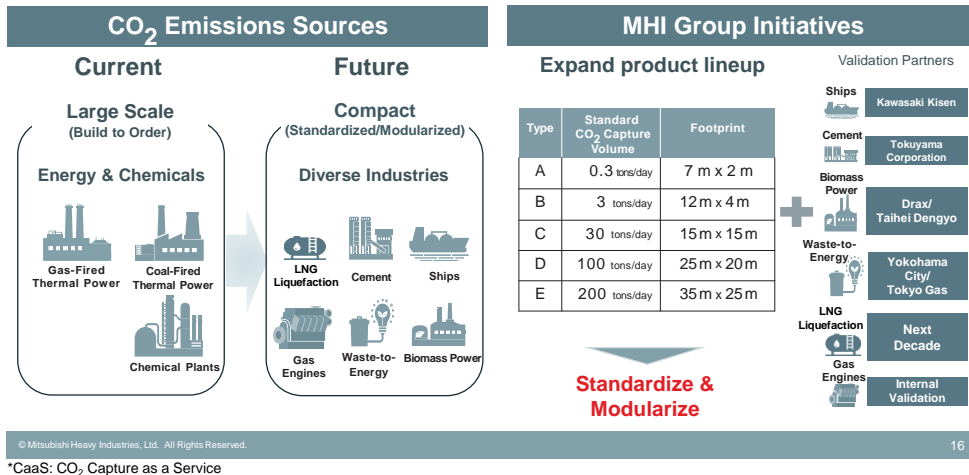 CO2 Emissions Sources
Current
Future
Large Scale
(Build to Order)
Compact
(Standardized/Modularized)
Energy & Chemicals
Diverse Industries
Gas-Fired
Thermal Power
Coal-Fired
Thermal Power
Chemical Plants
LNG
Liquefaction
Cement
Ships
Gas
Engines
Waste-to-
Energy
Biomass Power
MHI Group Initiatives
Expand product lineup
Validation Partners
Type
Standard
CO2 Capture
Volume
Footprint
A 0.3 tons/day 7 m x 2 m
B 3 tons/day 12 m x 4 m
C 30 tons/day 15 m x 15 m
D 100 tons/day 25 m x 20 m
E 200 tons/day 35 m x 25 m
Standardize &
Modularize
Ships
Kawasaki Kisen
Cement
Tokuyama
Corporation
Biomass
Power
Drax/
Taihei Dengyo
Waste-to-
Energy
Yokohama
City/
Tokyo Gas
LNG
Liquefaction
Next
Decade
Gas
Engines
Internal
Validation
© Mitsubishi Heavy Industries, Ltd. All Rights Reserved.
16
*CaaS: CO2 Capture as a Service